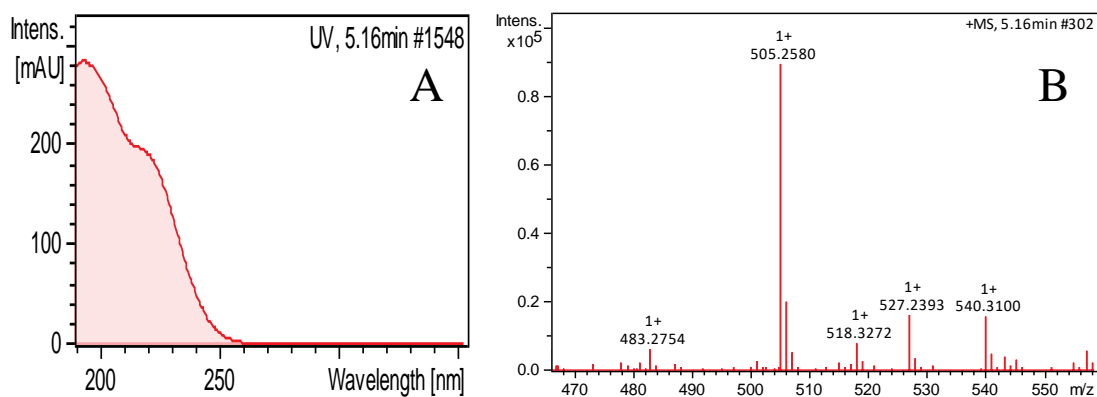 Intens.
[mAU]
UV, 5.16min #1548
A
200
100
0
200
250
Wavelength [nm]
Intens.
x10⁵
+MS, 5.16min #302
B
1+
505.2580
0.8
0.6
0.4
0.2
0.0
1+
483.2754
1+
518.3272
1+
527.2393
1+
540.3100
470
480
490
500
510
520
530
540
550
m/z